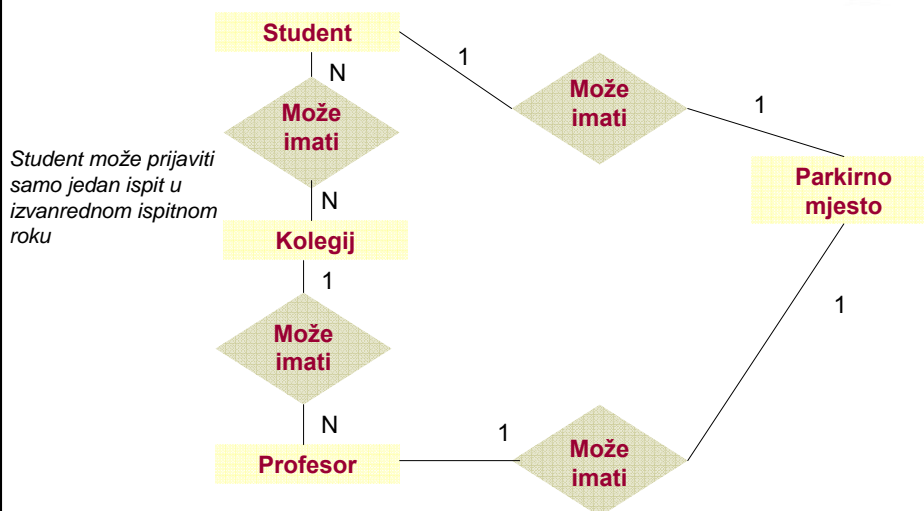 Student
1
N
Može
imati
Može
imati
1
Student može prijaviti
samo jedan ispit u
izvanrednom ispitnom
roku
Parkirno
mjesto
N
Kolegij
1
1
Može
imati
N
1
Profesor
Može
imati